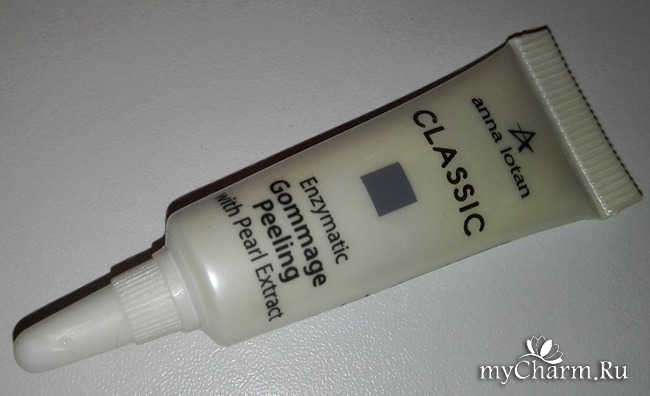 anna lotan
CLASSIC
Enzymatic
Gommage
Peeling
with Pearl Extract
myCharm.Ru